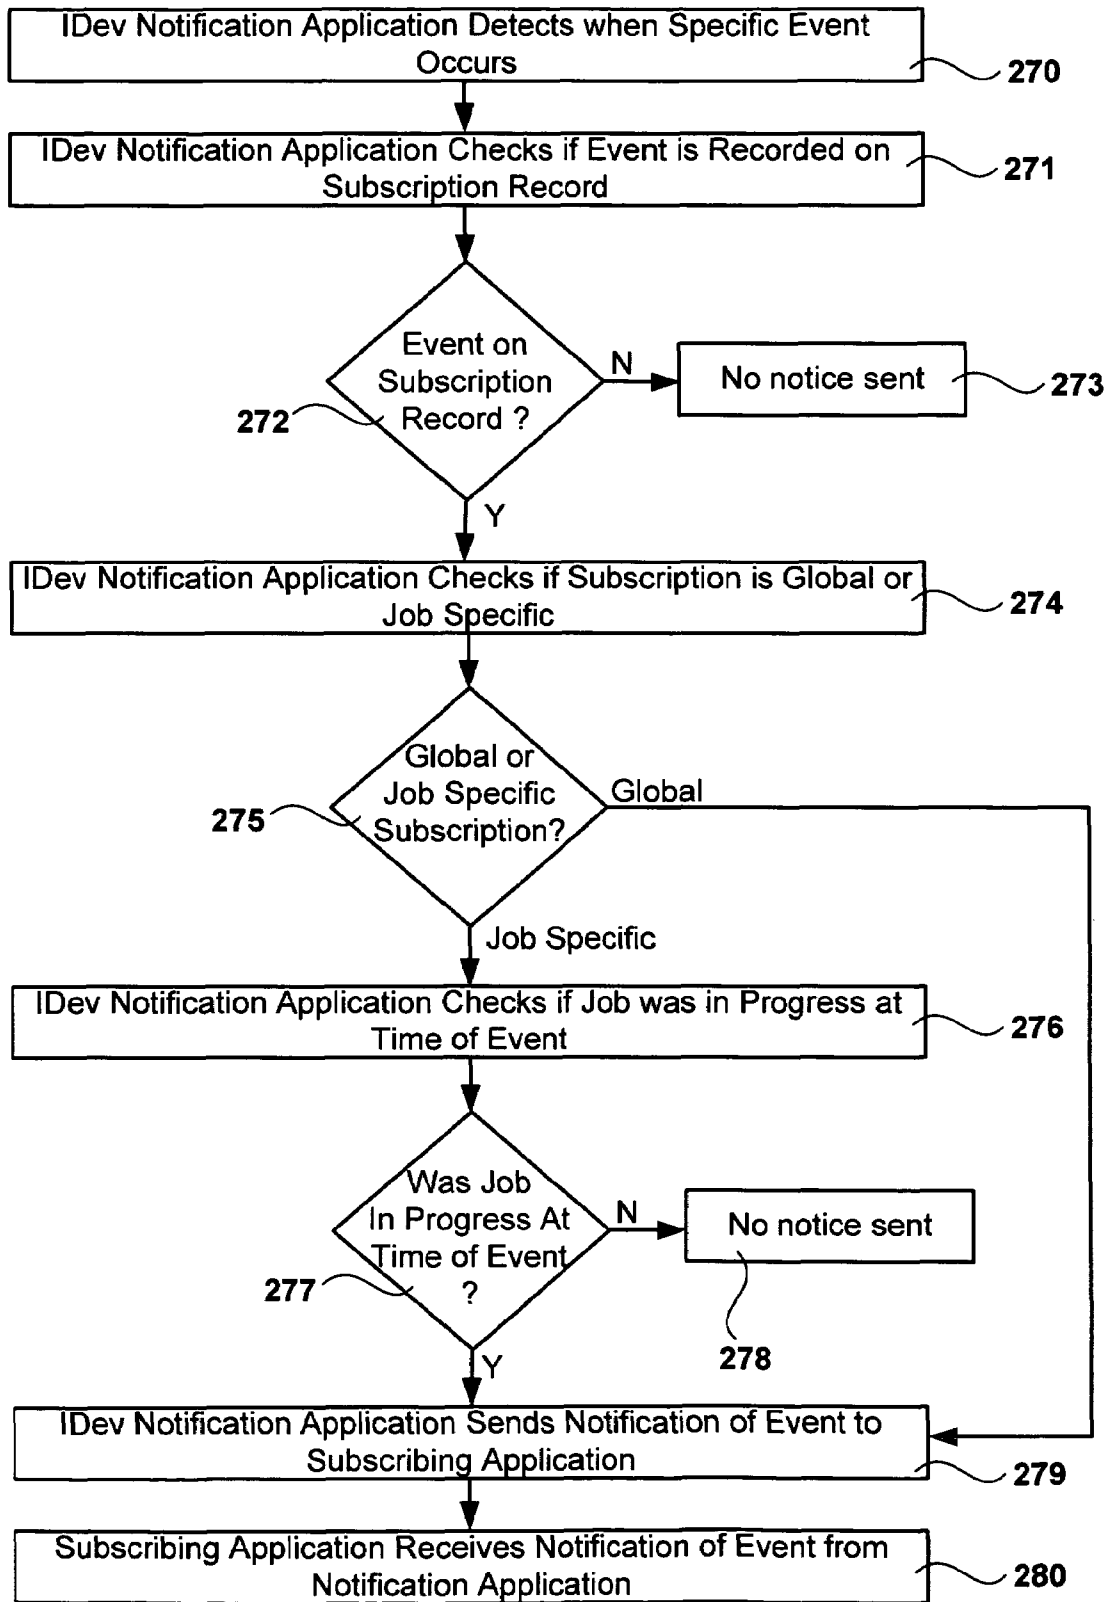 IDev Notification Application Detects when Specific Event
Occurs
270
IDev Notification Application Checks if Event is Recorded on
Subscription Record
271
Event on
Subscription
Record ?
272
N
No notice sent
273
Y
IDev Notification Application Checks if Subscription is Global or
Job Specific
274
Global or
Job Specific
Subscription?
275
Global
Job Specific
IDev Notification Application Checks if Job was in Progress at
Time of Event
276
Was Job
In Progress At
Time of Event
?
277
N
No notice sent
278
Y
IDev Notification Application Sends Notification of Event to
Subscribing Application
279
Subscribing Application Receives Notification of Event from
Notification Application
280